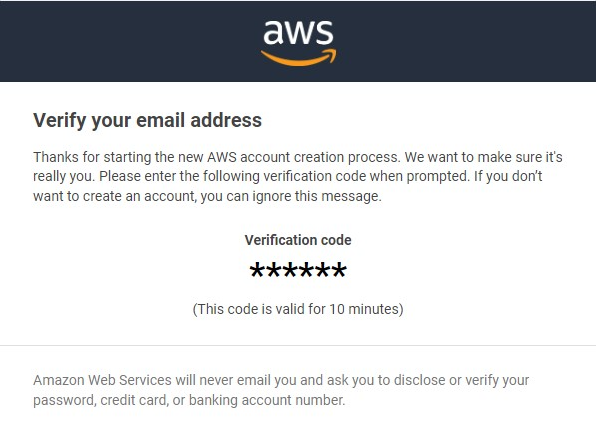 aws
Verify your email address
Thanks for starting the new AWS account creation process. We want to make sure it's
really you. Please enter the following verification code when prompted. If you don’t
want to create an account, you can ignore this message.
Verification code
******
(This code is valid for 10 minutes)
Amazon Web Services will never email you and ask you to disclose or verify your
password, credit card, or banking account number.